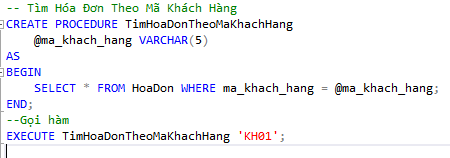 -- Tìm Hóa Đơn Theo Mã Khách Hàng
CREATE PROCEDURE TimHoaDonTheoMaKhachHang
    @ma_khach_hang VARCHAR(5)
AS
BEGIN
    SELECT * FROM HoaDon WHERE ma_khach_hang = @ma_khach_hang;
END;
--Gọi hàm
EXECUTE TimHoaDonTheoMaKhachHang 'KH01';